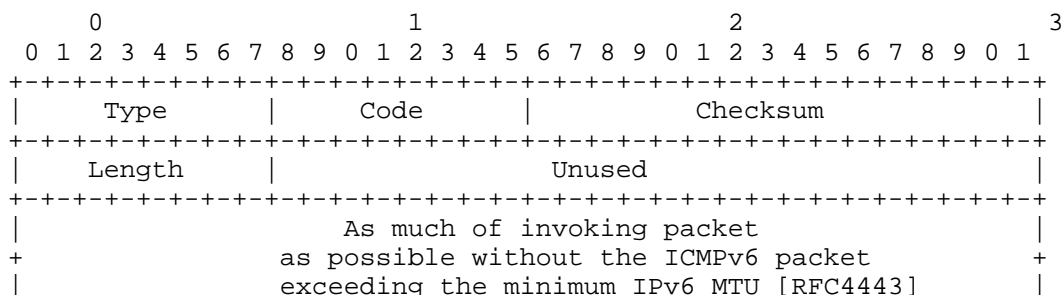 0                   1                   2                   3
 0 1 2 3 4 5 6 7 8 9 0 1 2 3 4 5 6 7 8 9 0 1 2 3 4 5 6 7 8 9 0 1
+-+-+-+-+-+-+-+-+-+-+-+-+-+-+-+-+-+-+-+-+-+-+-+-+-+-+-+-+-+-+-+-+
|     Type      |     Code      |          Checksum             |
+-+-+-+-+-+-+-+-+-+-+-+-+-+-+-+-+-+-+-+-+-+-+-+-+-+-+-+-+-+-+-+-+
|    Length     |                 Unused                        |
+-+-+-+-+-+-+-+-+-+-+-+-+-+-+-+-+-+-+-+-+-+-+-+-+-+-+-+-+-+-+-+-+
|                    As much of invoking packet                 |
+                as possible without the ICMPv6 packet          +
|                exceeding the minimum IPv6 MTU [RFC4443]       |